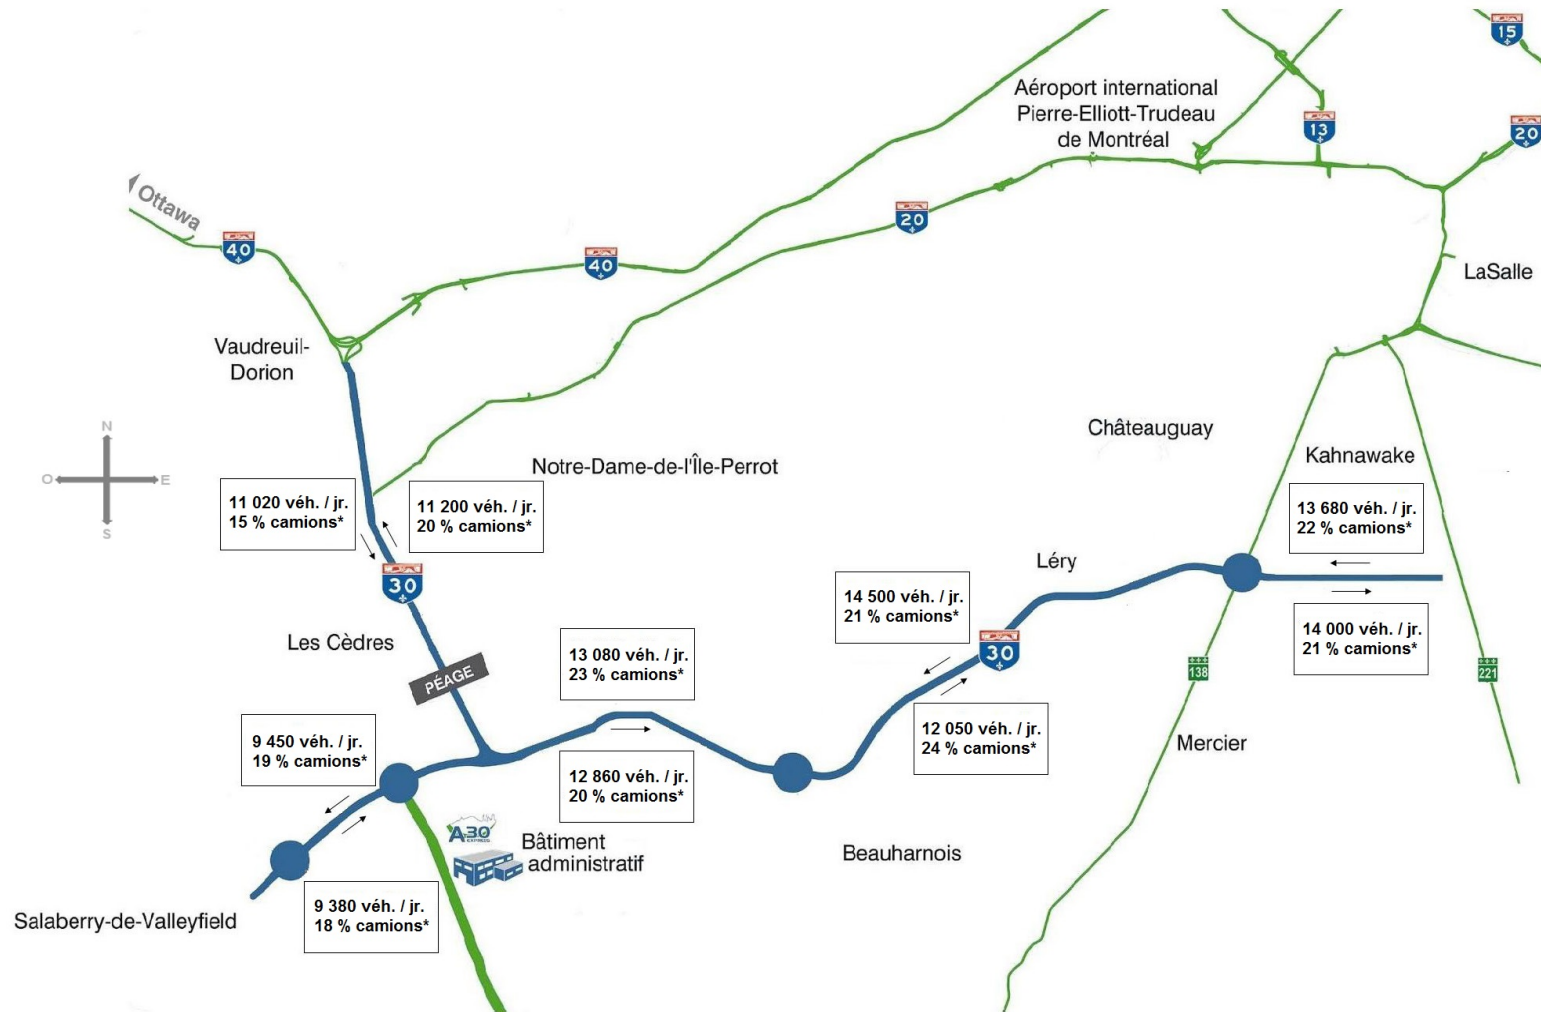 15
Aéroport international
Pierre-Elliott-Trudeau
de Montréal
13
20
Ottawa
40
20
40
LaSalle
Vaudreuil-
Dorion
N
O
E
S
Châteauguay
Notre-Dame-de-l'Île-Perrot
Kahnawake
11 020 véh. / jr.
15 % camions*
11 200 véh. / jr.
20 % camions*
13 680 véh. / jr.
22 % camions*
Léry
30
14 500 véh. / jr.
21 % camions*
Les Cèdres
13 080 véh. / jr.
23 % camions*
30
14 000 véh. / jr.
21 % camions*
PÉAGE
138
221
9 450 véh. / jr.
19 % camions*
12 050 véh. / jr.
24 % camions*
Mercier
12 860 véh. / jr.
20 % camions*
A30
EXPRESS
Bâtiment
administratif
Beauharnois
9 380 véh. / jr.
18 % camions*
Salaberry-de-Valleyfield